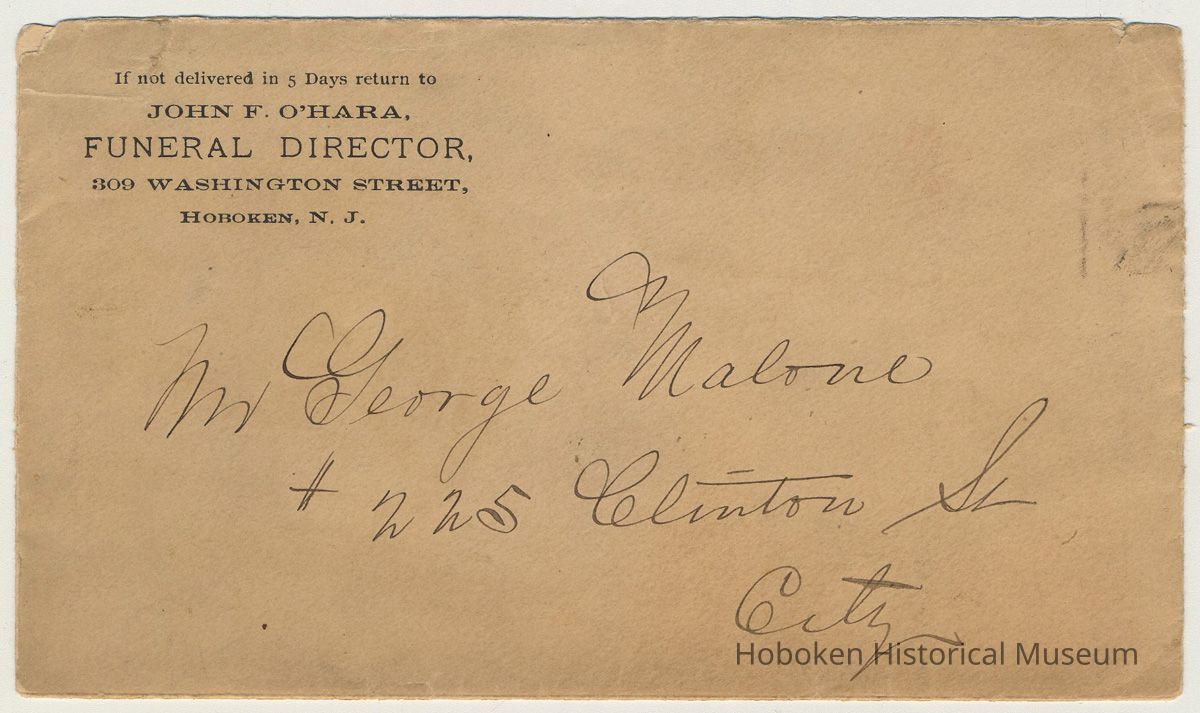 If not delivered in 5 Days return to
JOHN F. O'HARA,
FUNERAL DIRECTOR,
309 WASHINGTON STREET,
HOBOKEN, N. J.
Mr George Malone
# 225 Clinton St
City
Hoboken Historical Museum